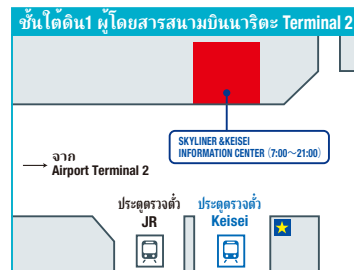 ชั้นใต้ดิน1 ผู้โดยสารสนามบินนาริตะ Terminal 2
SKYLINER &KEISEI
INFORMATION CENTER (7:00～21:00)
จาก
Airport Terminal 2
ประตูตรวจตั๋ว ประตูตรวจตั๋ว
JR Keisei